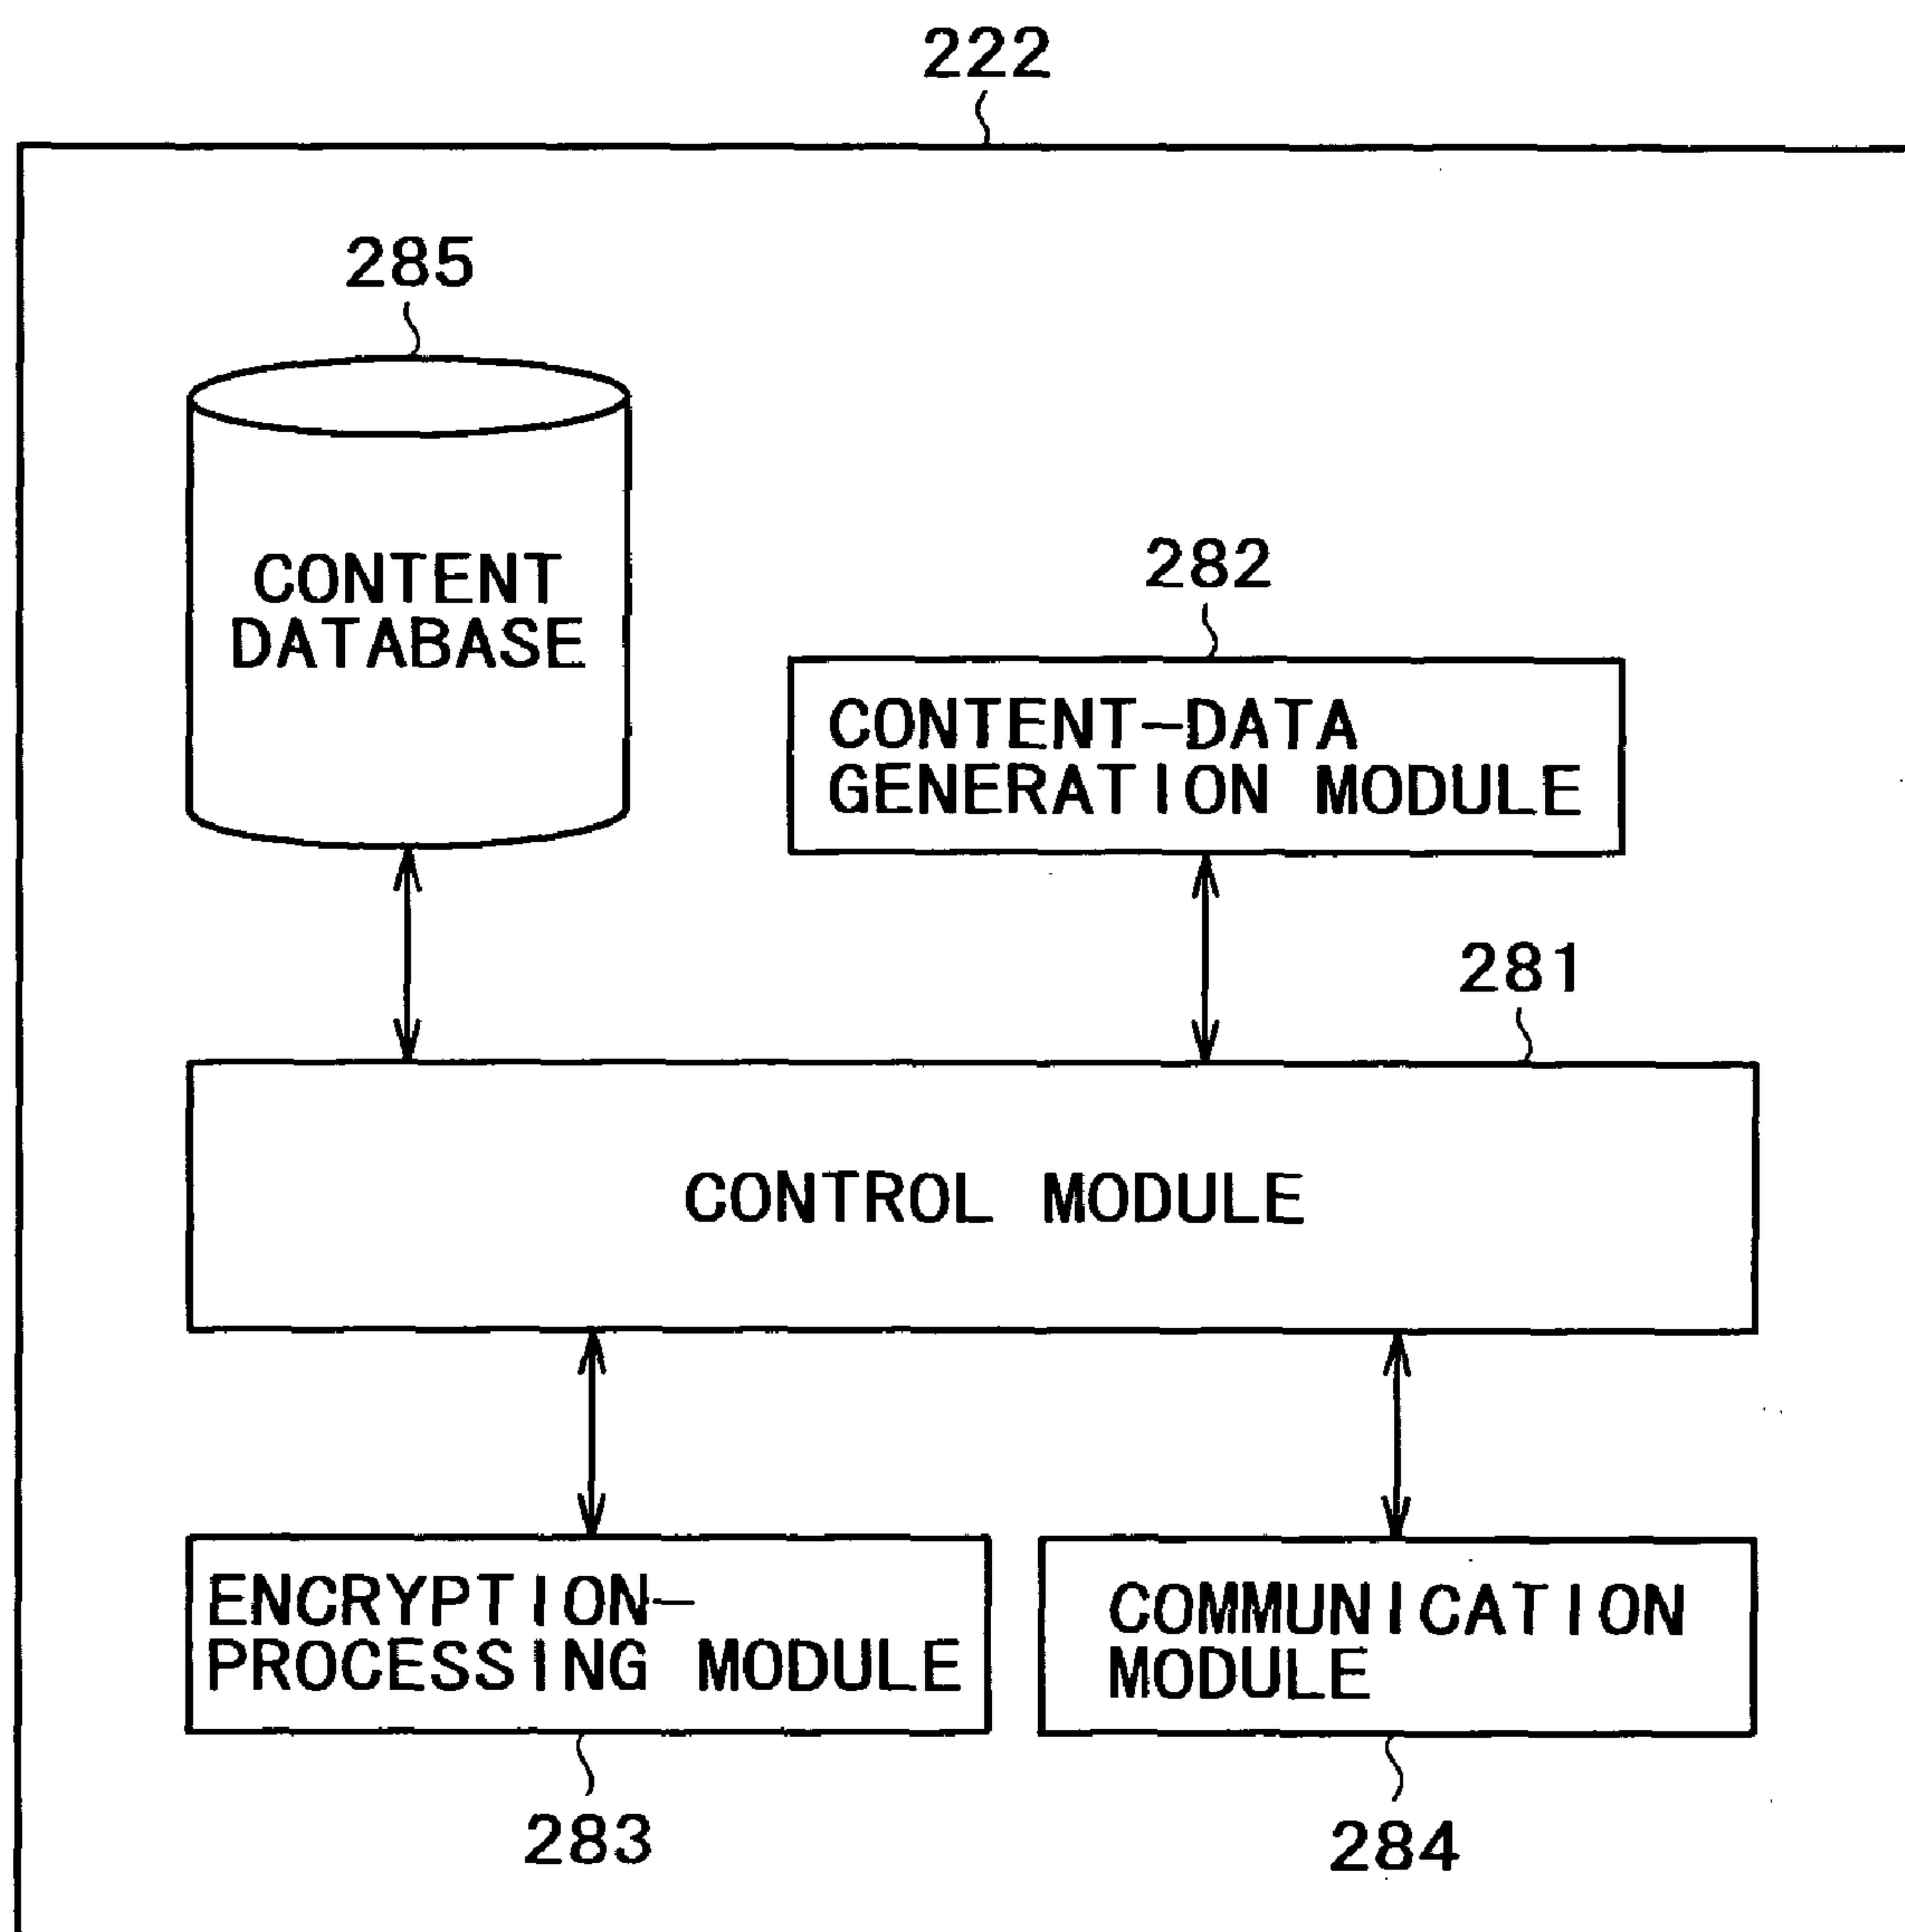 222
285
CONTENT
DATABASE
282
CONTENT-DATA
GENERATION MODULE
281
CONTROL MODULE
ENCRYPTION-
PROCESSING MODULE
COMMUNICATION
MODULE
283
284